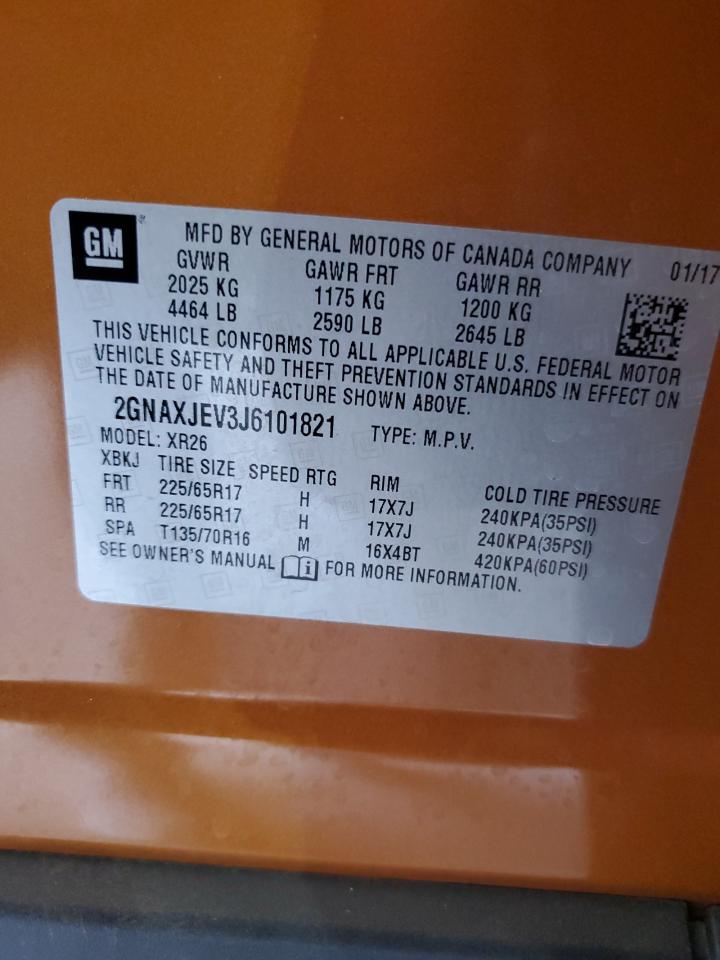 GM
MFD BY GENERAL MOTORS OF CANADA COMPANY 01/17
GVWR GAWR FRT GAWR RR
2025 KG 1175 KG 1200 KG
4464 LB 2590 LB 2645 LB
THIS VEHICLE CONFORMS TO ALL APPLICABLE U.S. FEDERAL MOTOR
VEHICLE SAFETY AND THEFT PREVENTION STANDARDS IN EFFECT ON
THE DATE OF MANUFACTURE SHOWN ABOVE.
2GNAXJEV3J6101821 TYPE: M.P.V.
MODEL: XR26
XBKJ TIRE SIZE SPEED RTG RIM COLD TIRE PRESSURE
FRT 225/65R17 H 17X7J 240KPA(35PSI)
RR 225/65R17 H 17X7J 240KPA(35PSI)
SPA T135/70R16 M 16X4BT 420KPA(60PSI)
SEE OWNER'S MANUAL i FOR MORE INFORMATION.